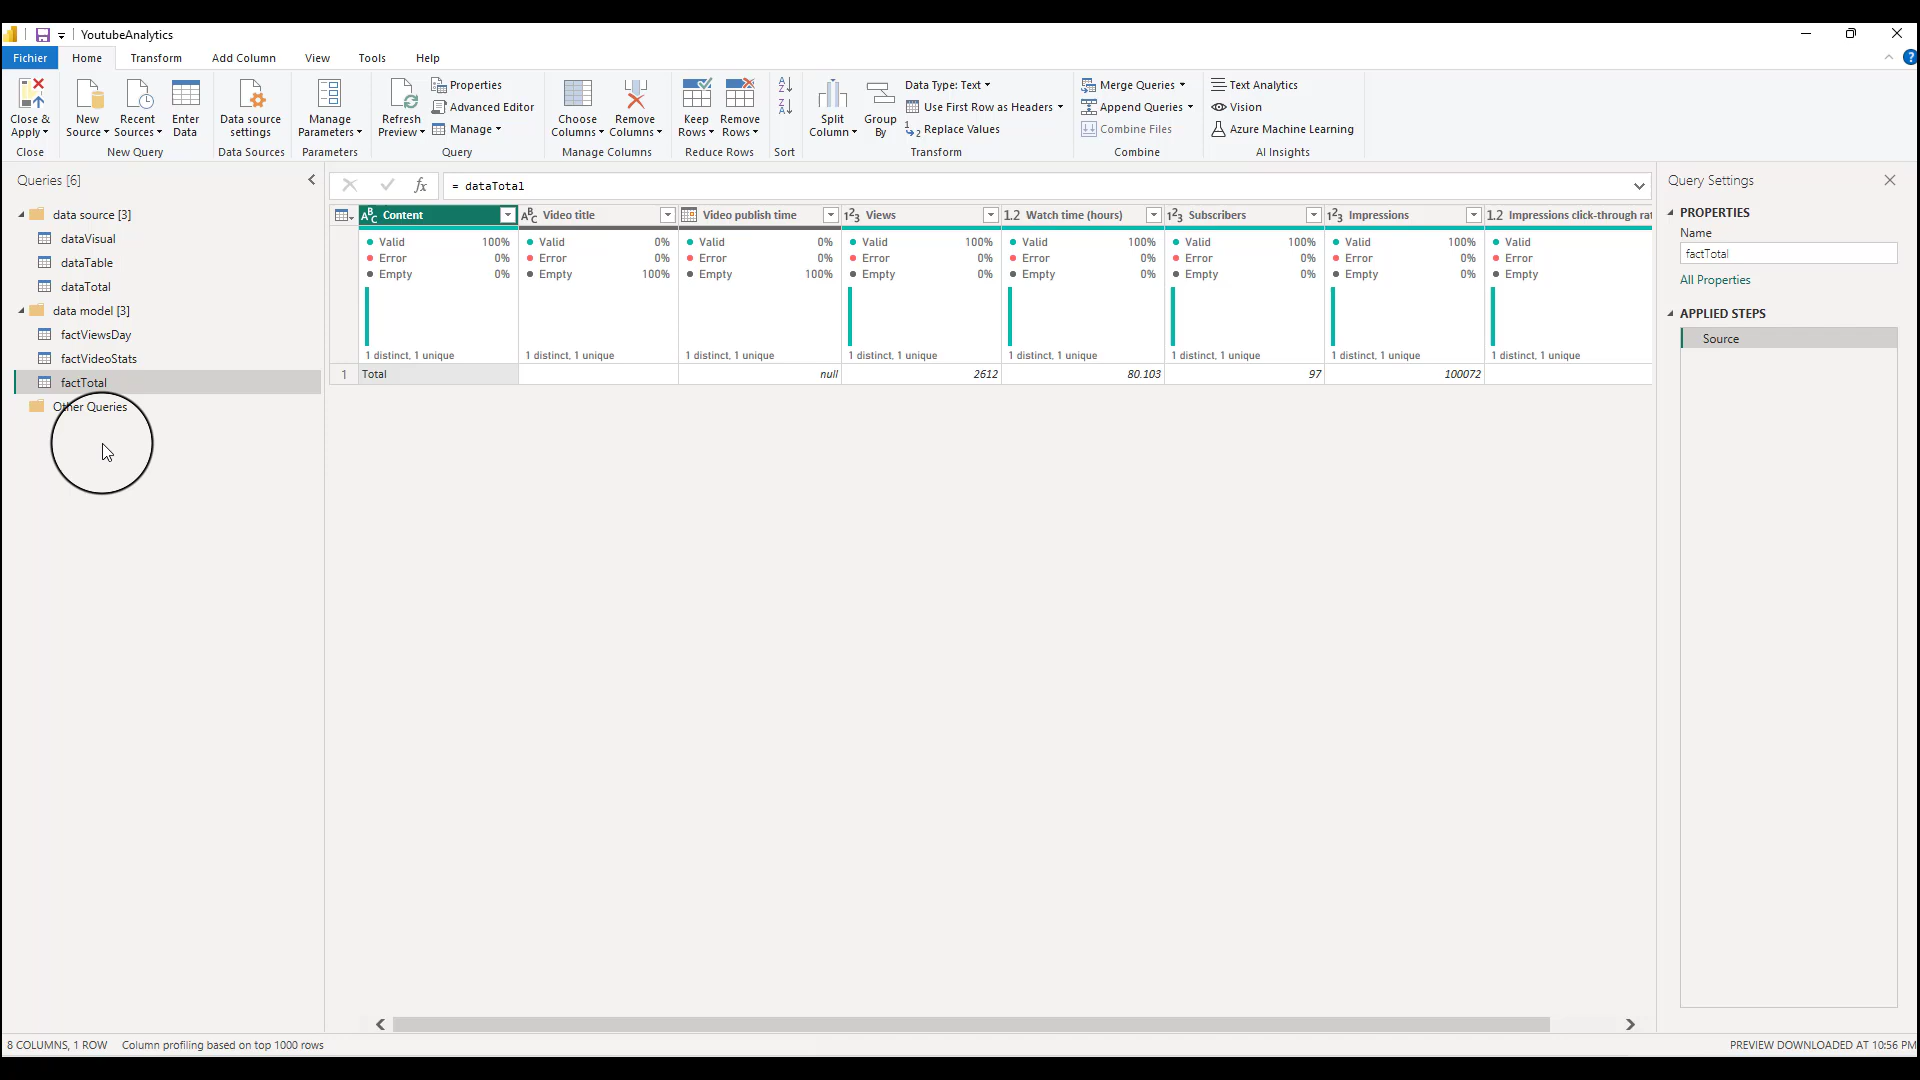 YoutubeAnalytics
Fichier Home Transform Add Column View Tools Help
Close & Apply
Close
New Source
Recent Sources
Enter Data
New Query
Data source settings
Data Sources
Manage Parameters
Parameters
Refresh Preview
Properties
Advanced Editor
Manage
Query
Choose Columns
Remove Columns
Manage Columns
Keep Rows
Remove Rows
Reduce Rows
Sort
Split Column
Group By
Data Type: Text
Use First Row as Headers
Replace Values
Transform
Merge Queries
Append Queries
Combine Files
Combine
Text Analytics
Vision
Azure Machine Learning
AI Insights
Queries [6]
data source [3]
dataVisual
dataTable
dataTotal
data model [3]
factViewsDay
factVideoStats
factTotal
Other Queries
fx = dataTotal
Content Video title Video publish time Views Watch time (hours) Subscribers Impressions Impressions click-through rat
Valid 100% Valid 0% Valid 0% Valid 100% Valid 100% Valid 100% Valid 100% Valid
Error 0% Error 0% Error 0% Error 0% Error 0% Error 0% Error 0% Error
Empty 0% Empty 100% Empty 100% Empty 0% Empty 0% Empty 0% Empty 0% Empty
1 distinct, 1 unique 1 distinct, 1 unique 1 distinct, 1 unique 1 distinct, 1 unique 1 distinct, 1 unique 1 distinct, 1 unique 1 distinct, 1 unique 1 distinct, 1 unique
1 Total null 2612 80.103 97 100072
Query Settings
PROPERTIES
Name
factTotal
All Properties
APPLIED STEPS
Source
8 COLUMNS, 1 ROW Column profiling based on top 1000 rows
PREVIEW DOWNLOADED AT 10:56 PM